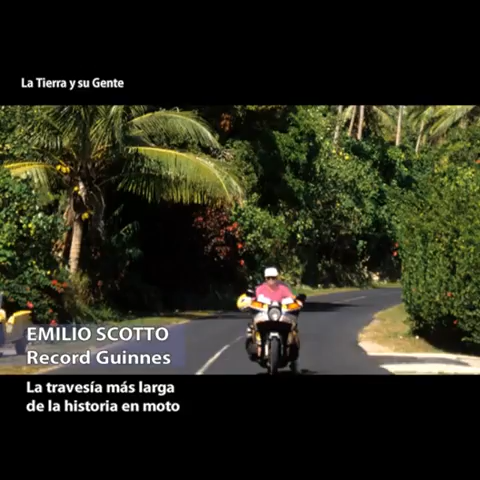 La Tierra y su Gente
EMILIO SCOTTO
Record Guinnes
La travesía más larga
de la historia en moto